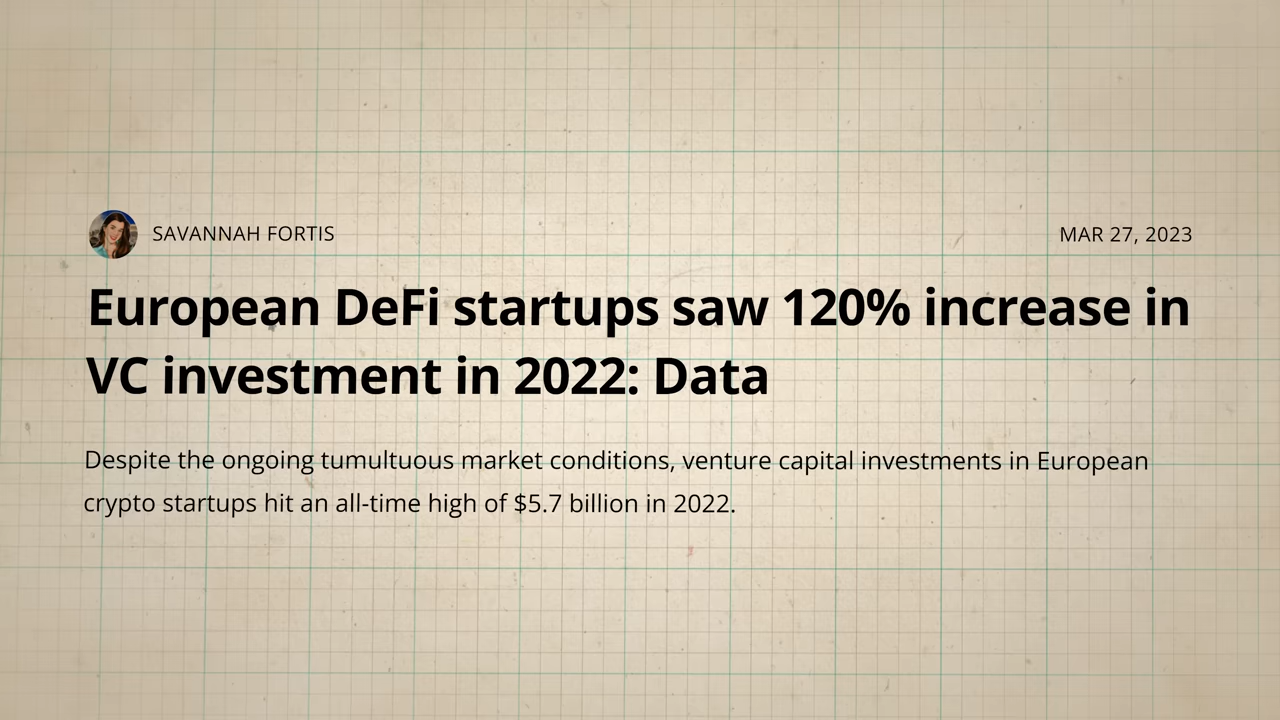 SAVANNAH FORTIS
MAR 27, 2023
European DeFi startups saw 120% increase in
VC investment in 2022: Data
Despite the ongoing tumultuous market conditions, venture capital investments in European
crypto startups hit an all-time high of $5.7 billion in 2022.